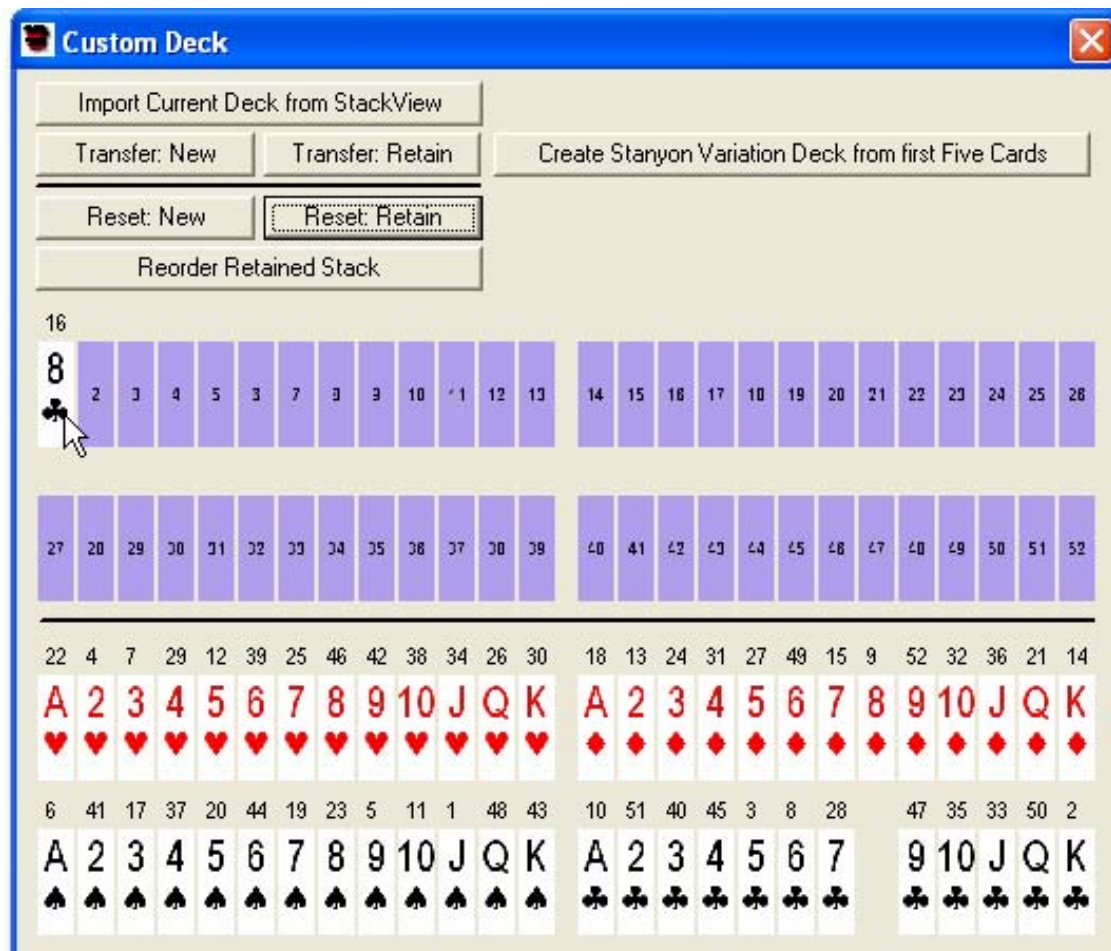 Custom Deck
Import Current Deck from StackView
Transfer: New Transfer: Retain Create Stanyon Variation Deck from first Five Cards
Reset: New Reset: Retain
Reorder Retained Stack
16
8 2 3 4 5 6 7 8 9 10 11 12 13 14 15 16 17 18 19 20 21 22 23 24 25 26
27 28 29 30 31 32 33 34 35 36 37 38 39 40 41 42 43 44 45 46 47 48 49 50 51 52
22 4 7 29 12 39 25 46 42 38 34 26 30 18 13 24 31 27 49 15 9 52 32 36 21 14
A 2 3 4 5 6 7 8 9 10 J Q K A 2 3 4 5 6 7 8 9 10 J Q K
6 41 17 37 20 44 19 23 5 11 1 48 43 10 51 40 45 3 8 28 47 35 33 50 2
A 2 3 4 5 6 7 8 9 10 J Q K A 2 3 4 5 6 7 9 10 J Q K